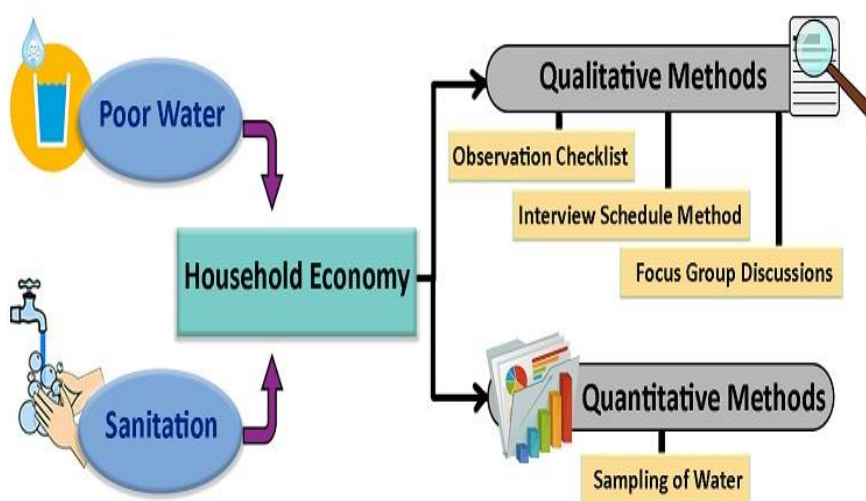 Poor Water
Sanitation
Household Economy
Qualitative Methods
Observation Checklist
Interview Schedule Method
Focus Group Discussions
Quantitative Methods
Sampling of Water